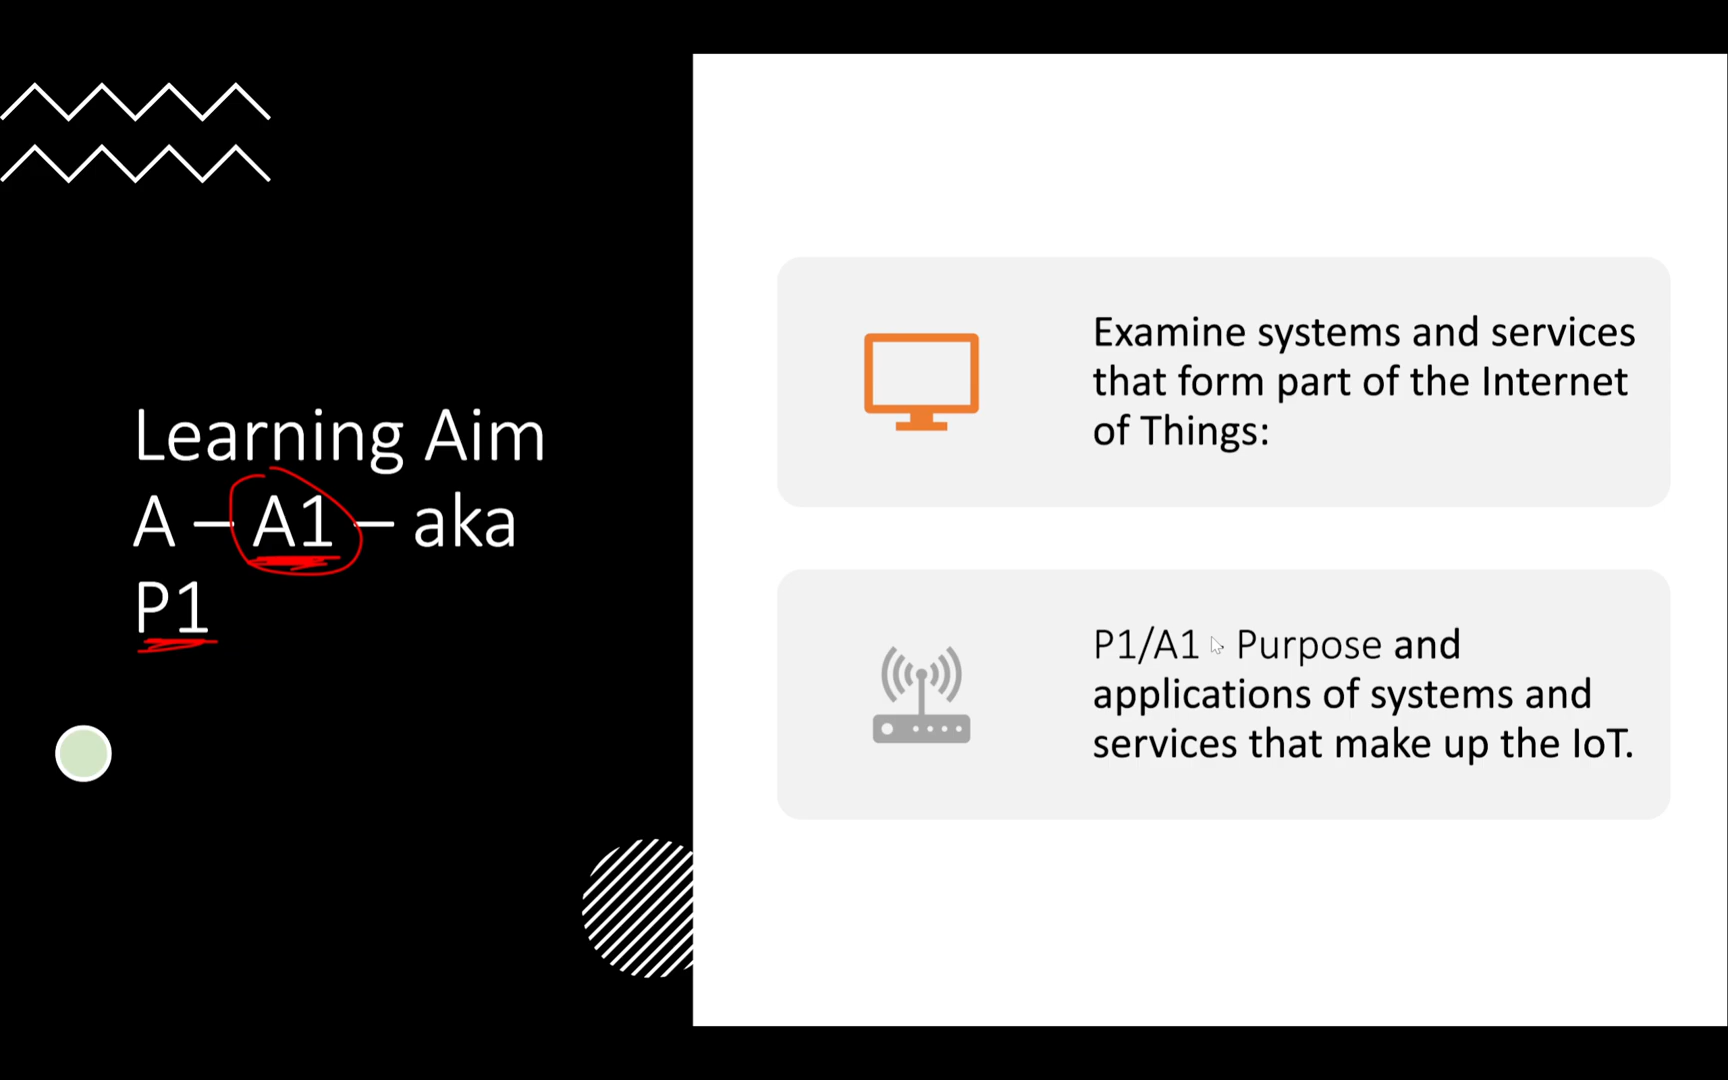 Learning Aim
A – A1 – aka
P1
Examine systems and services
that form part of the Internet
of Things:
P1/A1 Purpose and
applications of systems and
services that make up the IoT.